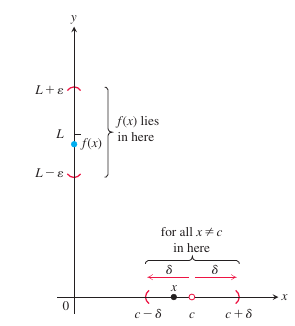 y
L + ε
f(x) lies
L
f(x)
in here
L − ε
for all x ≠ c
in here
δ δ
x
x
0
c − δ c c + δ